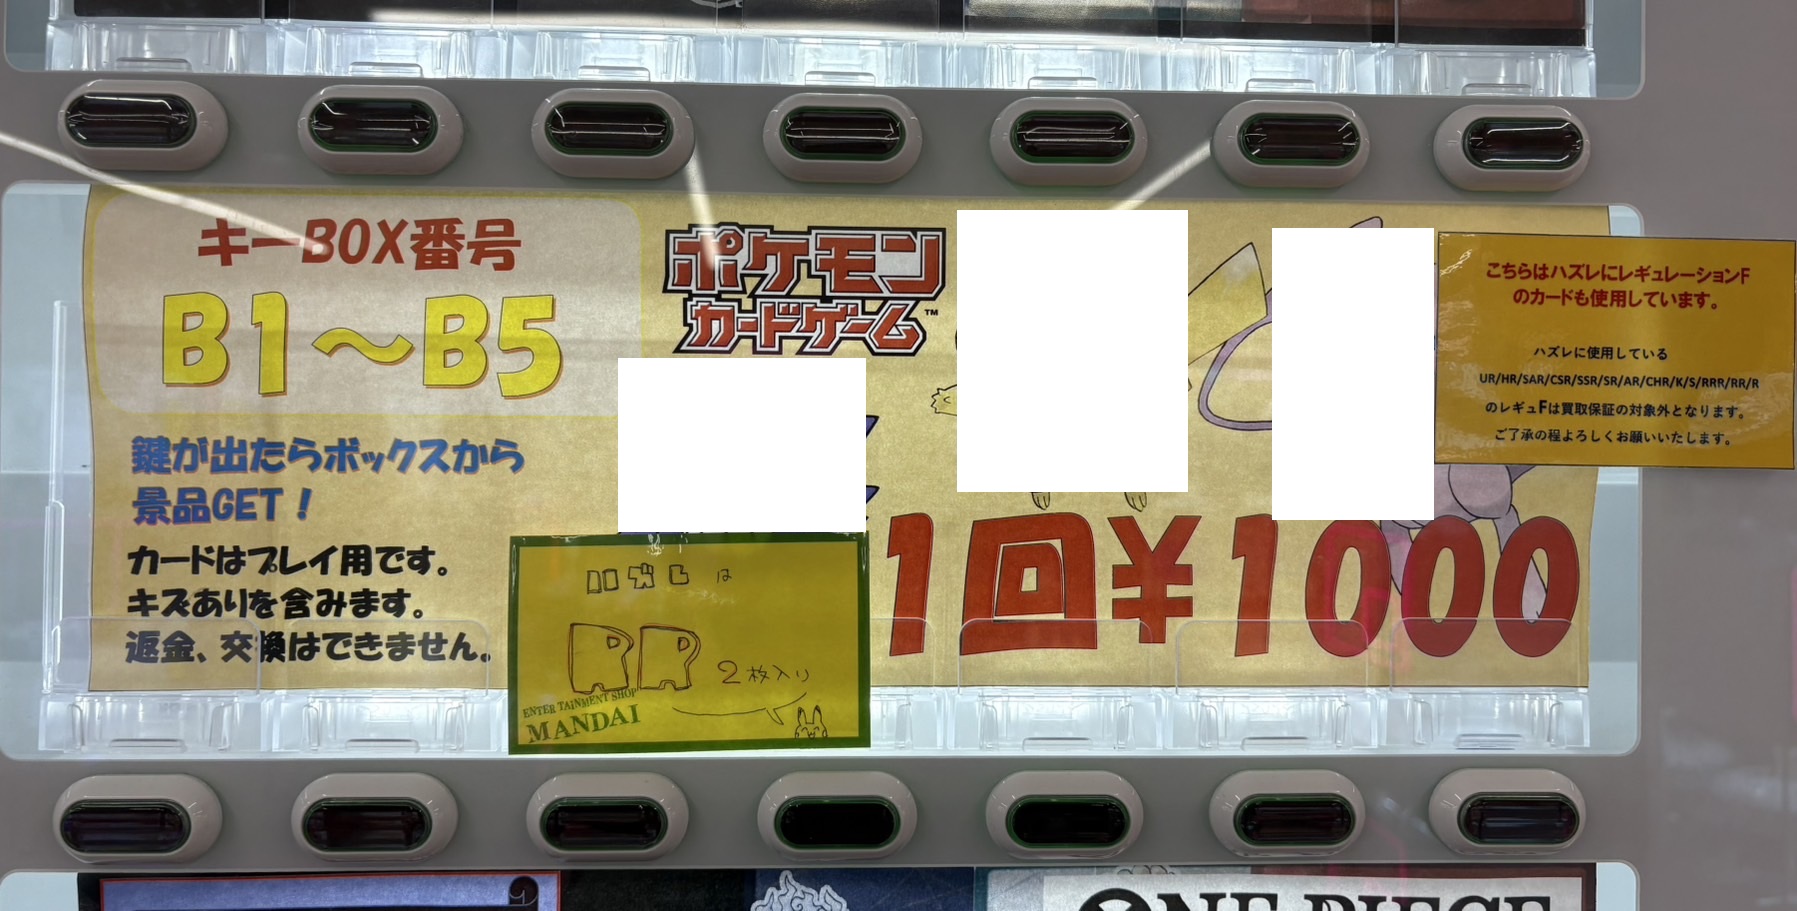 キーBOX番号
B1～B5
鍵が出たらボックスから
景品GET！
カードはプレイ用です。
キズありを含みます。
返金、交換はできません。
ポケモン
カードゲーム™
1回¥1000
ハズレは
RR 2枚入り
ENTERTAINMENT SHOP
MANDAI
こちらはハズレにレギュレーションF
のカードも使用しています。
ハズレに使用している
UR/HR/SAR/CSR/SSR/SR/AR/CHR/K/S/RRR/RR/R
のレギュFは買取保証の対象外となります。
ご了承の程よろしくお願いいたします。
ONE PIECE